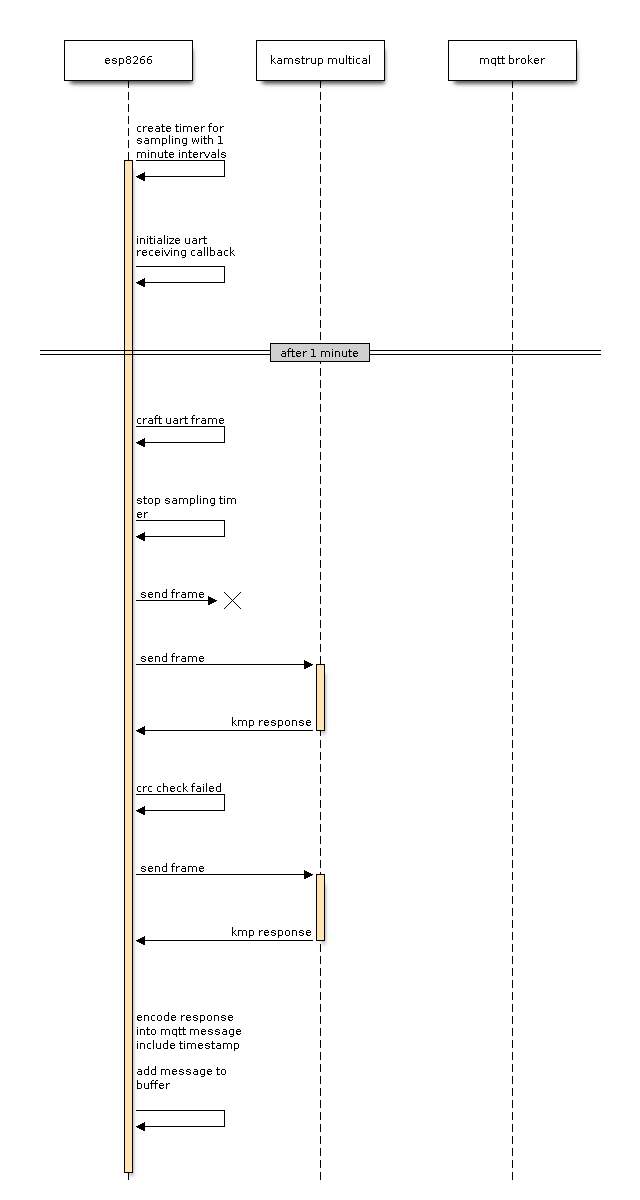 esp8266
kamstrup multical
mqtt broker
create timer for
sampling with 1
minute intervals
initialize uart
receiving callback
after 1 minute
craft uart frame
stop sampling tim
er
send frame
send frame
kmp response
crc check failed
send frame
kmp response
encode response
into mqtt message
include timestamp
add message to
buffer